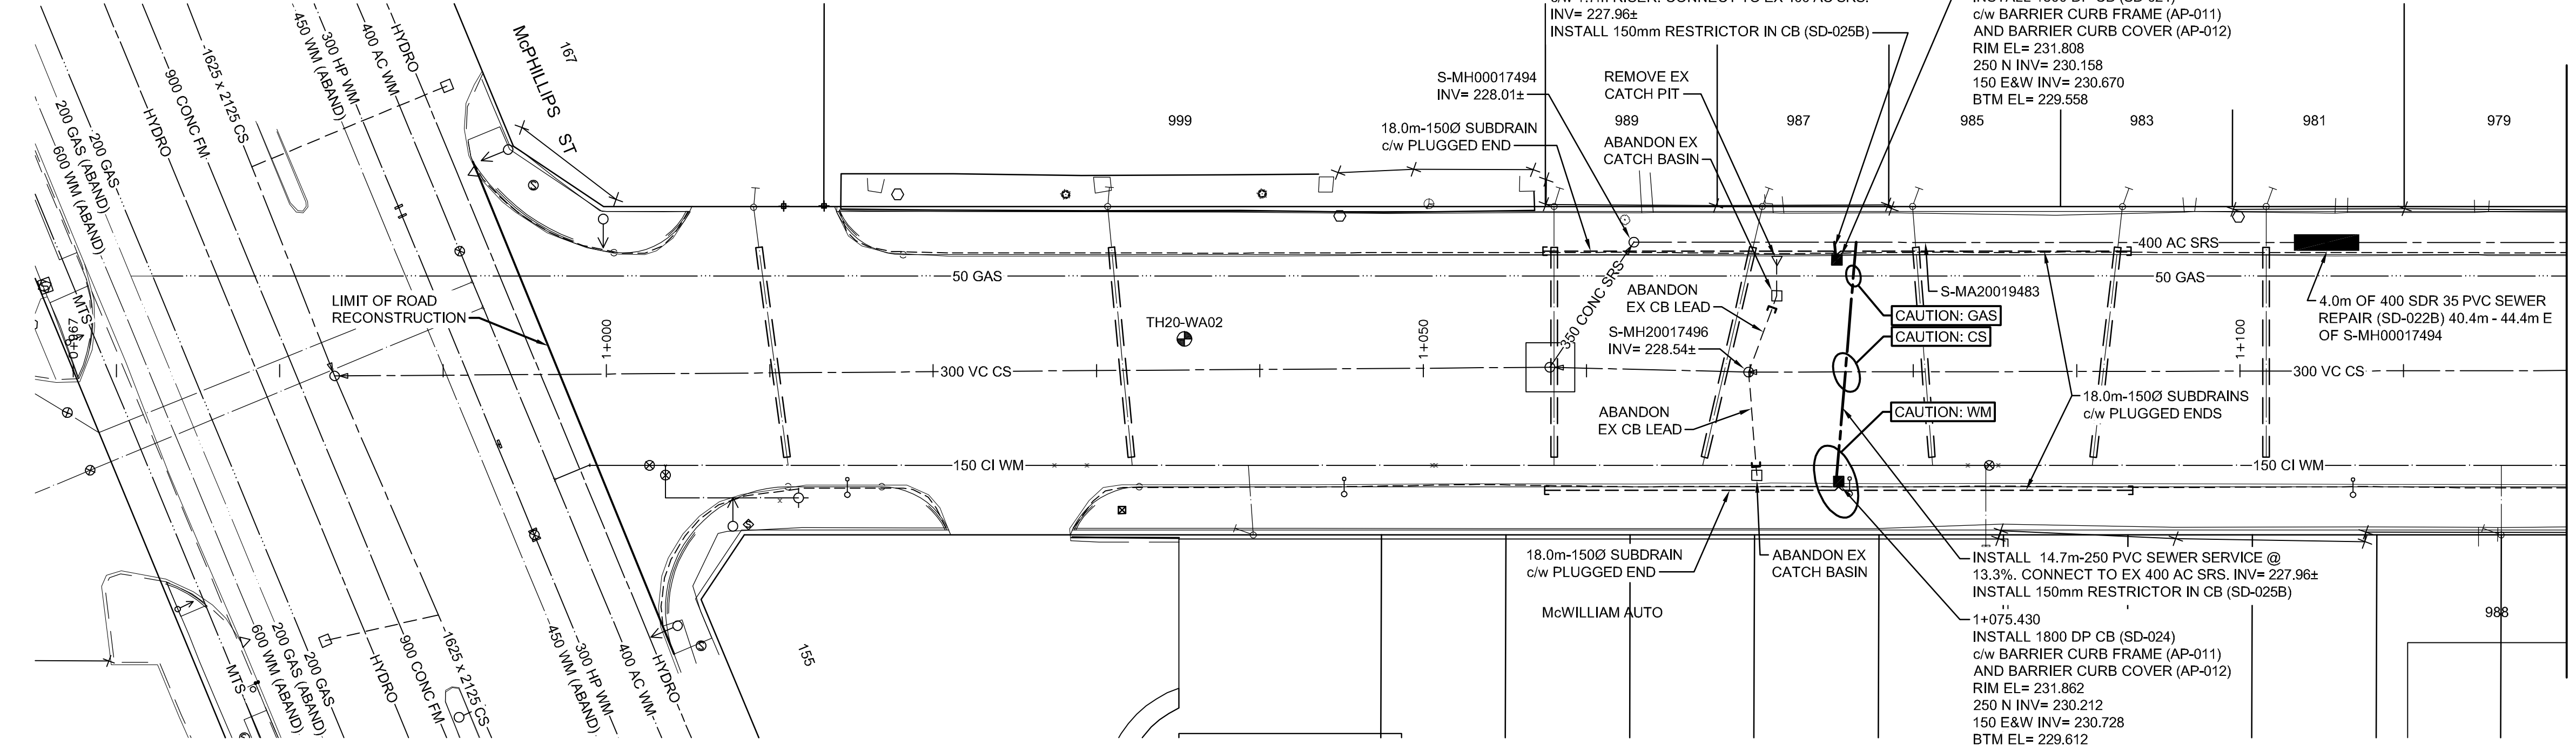 INV= 227.96±
INSTALL 150mm RESTRICTOR IN CB (SD-025B)
c/w BARRIER CURB FRAME (AP-011)
AND BARRIER CURB COVER (AP-012)
RIM EL= 231.808
250 N INV= 230.158
150 E&W INV= 230.670
BTM EL= 229.558
HYDRO
400 AC WM
300 HP WM
450 WM (ABAND)
1625 x 2125 CS
900 CONC FM
HYDRO
200 GAS
200 GAS (ABAND)
600 WM (ABAND)
McPHILLIPS ST
167
S-MH00017494
INV= 228.01±
REMOVE EX
CATCH PIT
18.0m-150Ø SUBDRAIN
c/w PLUGGED END
ABANDON EX
CATCH BASIN
999
989
987
985
983
981
979
400 AC SRS
50 GAS
50 GAS
S-MA20019483
MTS
0+967
LIMIT OF ROAD
RECONSTRUCTION
1+000
TH20-WA02
1+050
350 CONC SRS
ABANDON
EX CB LEAD
S-MH20017496
INV= 228.54±
CAUTION: GAS
CAUTION: CS
1+100
4.0m OF 400 SDR 35 PVC SEWER
REPAIR (SD-022B) 40.4m - 44.4m E
OF S-MH00017494
300 VC CS
300 VC CS
ABANDON
EX CB LEAD
CAUTION: WM
18.0m-150Ø SUBDRAINS
c/w PLUGGED ENDS
150 CI WM
150 CI WM
18.0m-150Ø SUBDRAIN
c/w PLUGGED END
ABANDON EX
CATCH BASIN
INSTALL 14.7m-250 PVC SEWER SERVICE @
13.3%. CONNECT TO EX 400 AC SRS. INV= 227.96±
INSTALL 150mm RESTRICTOR IN CB (SD-025B)
McWILLIAM AUTO
988
1+075.430
INSTALL 1800 DP CB (SD-024)
c/w BARRIER CURB FRAME (AP-011)
AND BARRIER CURB COVER (AP-012)
RIM EL= 231.862
250 N INV= 230.212
150 E&W INV= 230.728
BTM EL= 229.612
155
MTS
600 WM (ABAND)
200 GAS (ABAND)
200 GAS
HYDRO
900 CONC FM
1625 x 2125 CS
450 WM (ABAND)
300 HP WM
400 AC WM
HYDRO